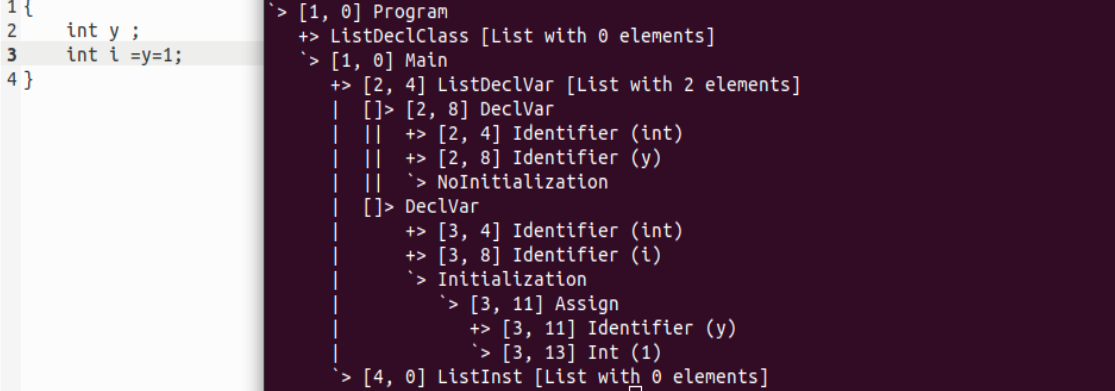 1 {
2     int y ;
3     int i =y=1;
4 }
`> [1, 0] Program
   +> ListDeclClass [List with 0 elements]
   `> [1, 0] Main
      +> [2, 4] ListDeclVar [List with 2 elements]
      |  []> [2, 8] DeclVar
      |  ||  +> [2, 4] Identifier (int)
      |  ||  +> [2, 8] Identifier (y)
      |  ||  `> NoInitialization
      |  []> DeclVar
      |      +> [3, 4] Identifier (int)
      |      +> [3, 8] Identifier (i)
      |      `> Initialization
      |         `> [3, 11] Assign
      |            +> [3, 11] Identifier (y)
      |            `> [3, 13] Int (1)
      `> [4, 0] ListInst [List with 0 elements]